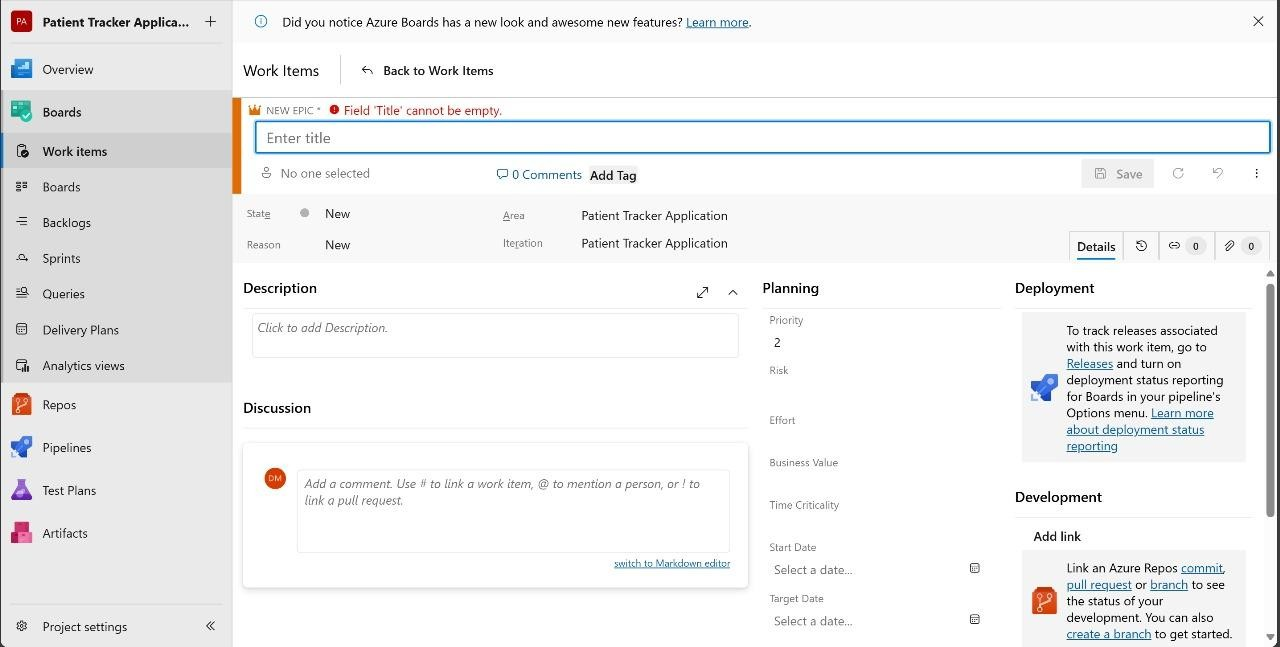 PA Patient Tracker Applica... +
Did you notice Azure Boards has a new look and awesome new features? Learn more.
Overview
Boards
Work items
Boards
Backlogs
Sprints
Queries
Delivery Plans
Analytics views
Repos
Pipelines
Test Plans
Artifacts
Project settings
Work Items
Back to Work Items
NEW EPIC * Field 'Title' cannot be empty.
Enter title
No one selected
0 Comments
Add Tag
Save
State
New
Area
Patient Tracker Application
Reason
New
Iteration
Patient Tracker Application
Details
0
0
Description
Click to add Description.
Discussion
DM
Add a comment. Use # to link a work item, @ to mention a person, or ! to
link a pull request.
switch to Markdown editor
Planning
Priority
2
Risk
Effort
Business Value
Time Criticality
Start Date
Select a date...
Target Date
Select a date...
Deployment
To track releases associated
with this work item, go to
Releases and turn on
deployment status reporting
for Boards in your pipeline's
Options menu. Learn more
about deployment status
reporting
Development
Add link
Link an Azure Repos commit,
pull request or branch to see
the status of your
development. You can also
create a branch to get started.